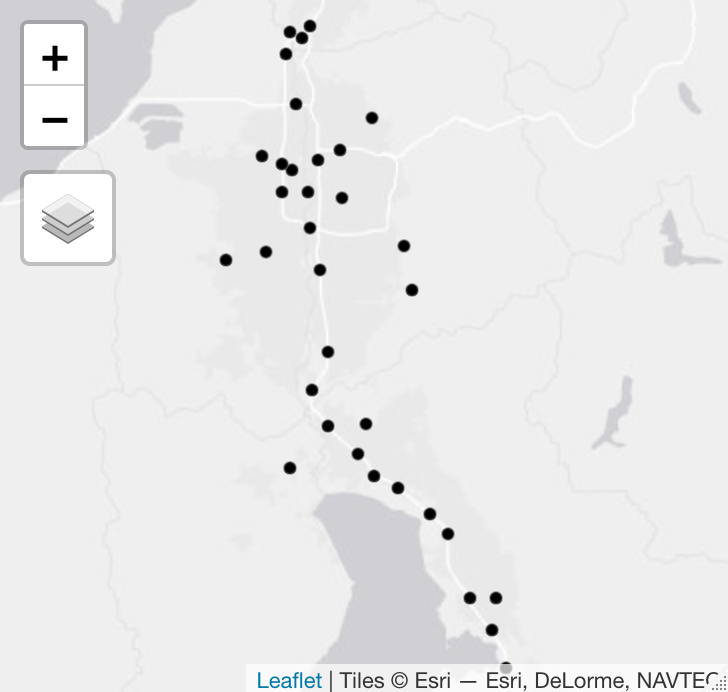 +
−
Leaflet | Tiles © Esri — Esri, DeLorme, NAVTEQ